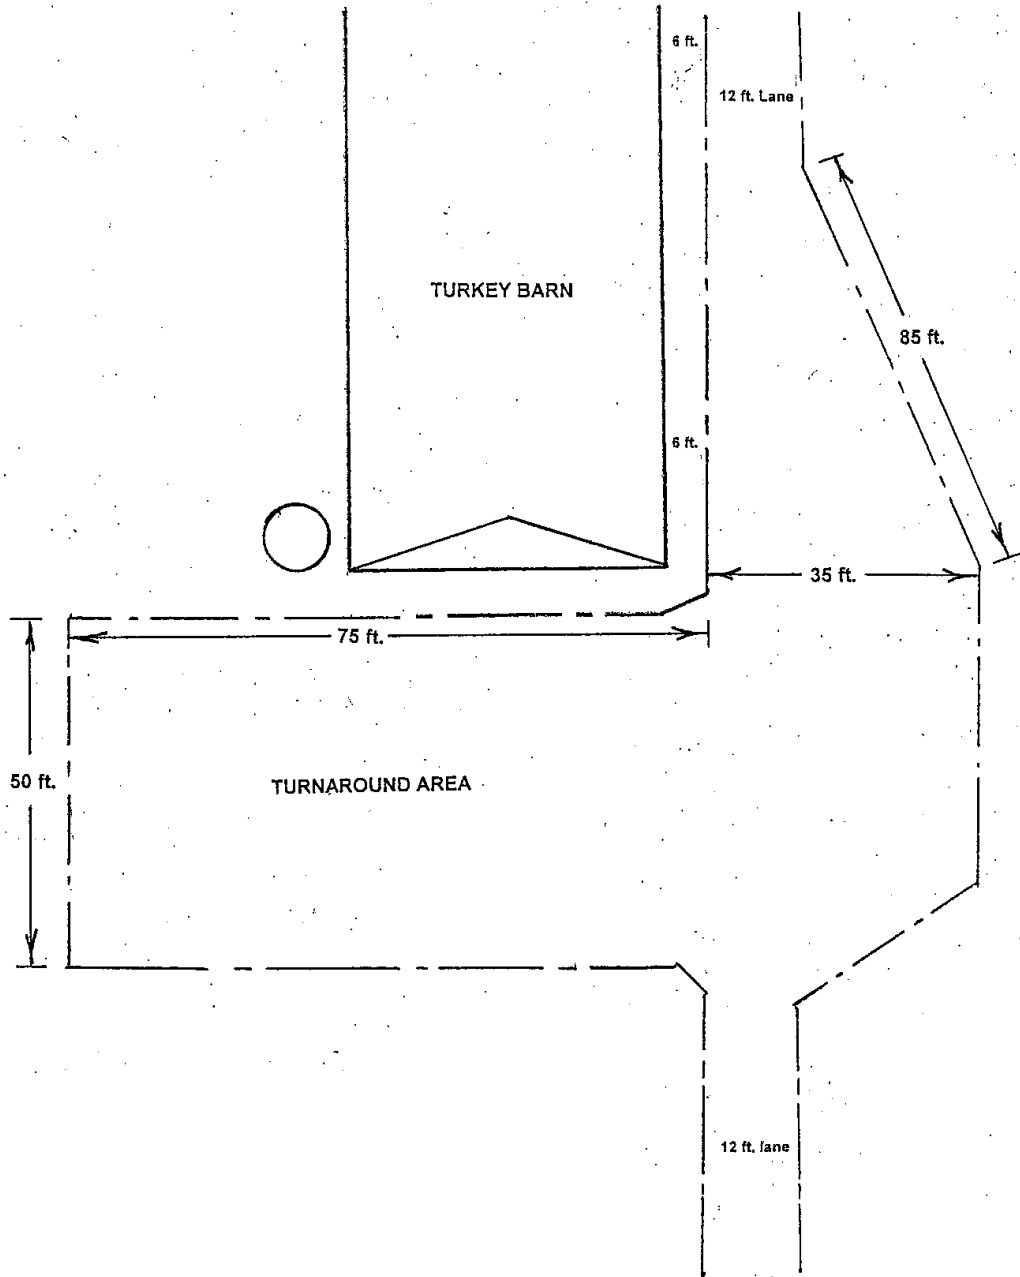 6 ft.
12 ft. Lane
TURKEY BARN
85 ft.
6 ft.
35 ft.
75 ft.
50 ft.
TURNAROUND AREA
12 ft. lane